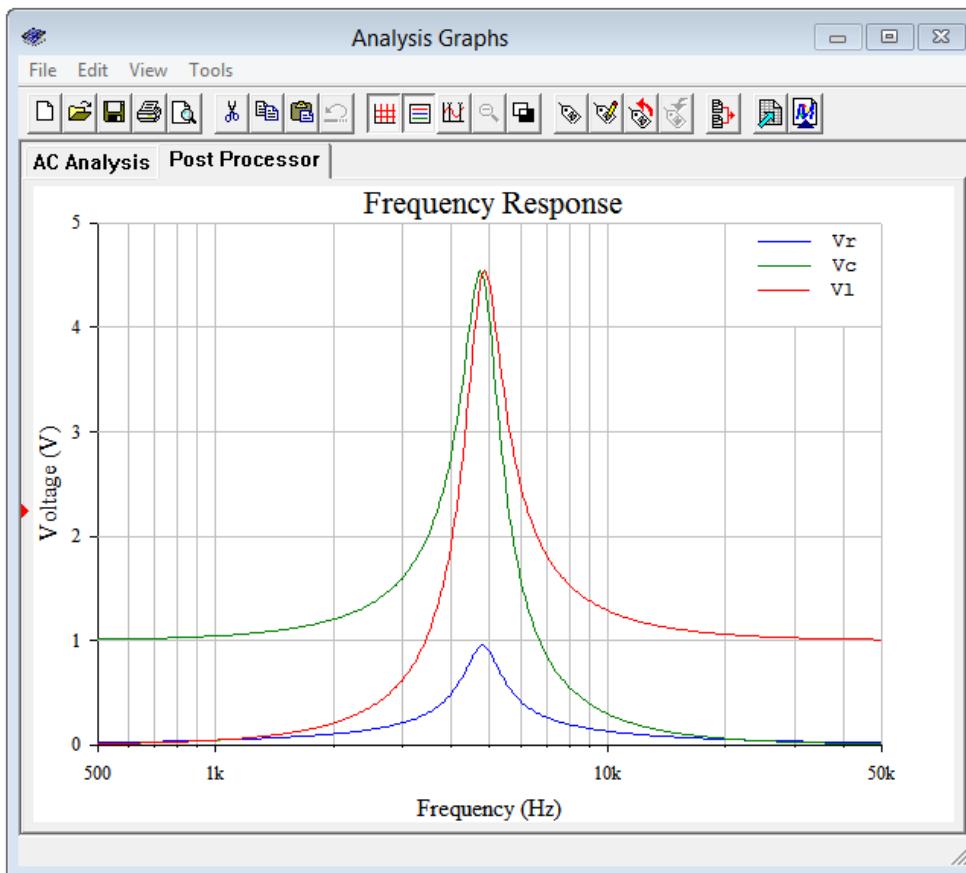 Analysis Graphs
File Edit View Tools
AC Analysis Post Processor
Frequency Response
5
4
3
2
1
0
Voltage (V)
Vr
Vc
Vl
500 1k 10k 50k
Frequency (Hz)